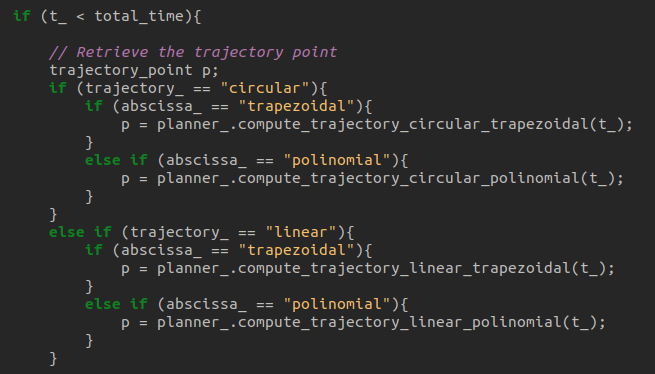 if (t_ < total_time){
// Retrieve the trajectory point
trajectory_point p;
if (trajectory_ == "circular"){
if (abscissa_ == "trapezoidal"){
p = planner_.compute_trajectory_circular_trapezoidal(t_);
}
else if (abscissa_ == "polinomial"){
p = planner_.compute_trajectory_circular_polinomial(t_);
}
}
else if (trajectory_ == "linear"){
if (abscissa_ == "trapezoidal"){
p = planner_.compute_trajectory_linear_trapezoidal(t_);
}
else if (abscissa_ == "polinomial"){
p = planner_.compute_trajectory_linear_polinomial(t_);
}
}